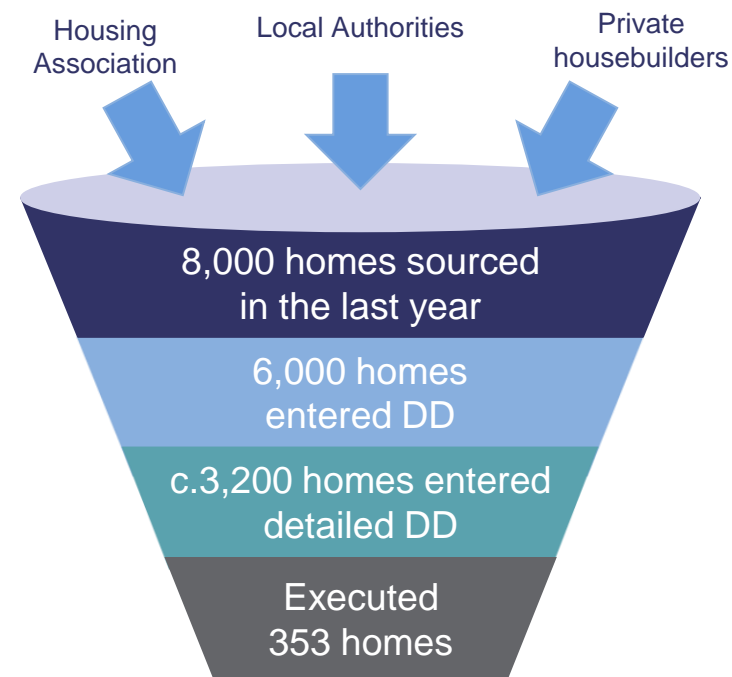 Housing
Association
Local Authorities
Private
housebuilders
8,000 homes sourced
in the last year
6,000 homes
entered DD
c.3,200 homes entered
detailed DD
Executed
353 homes